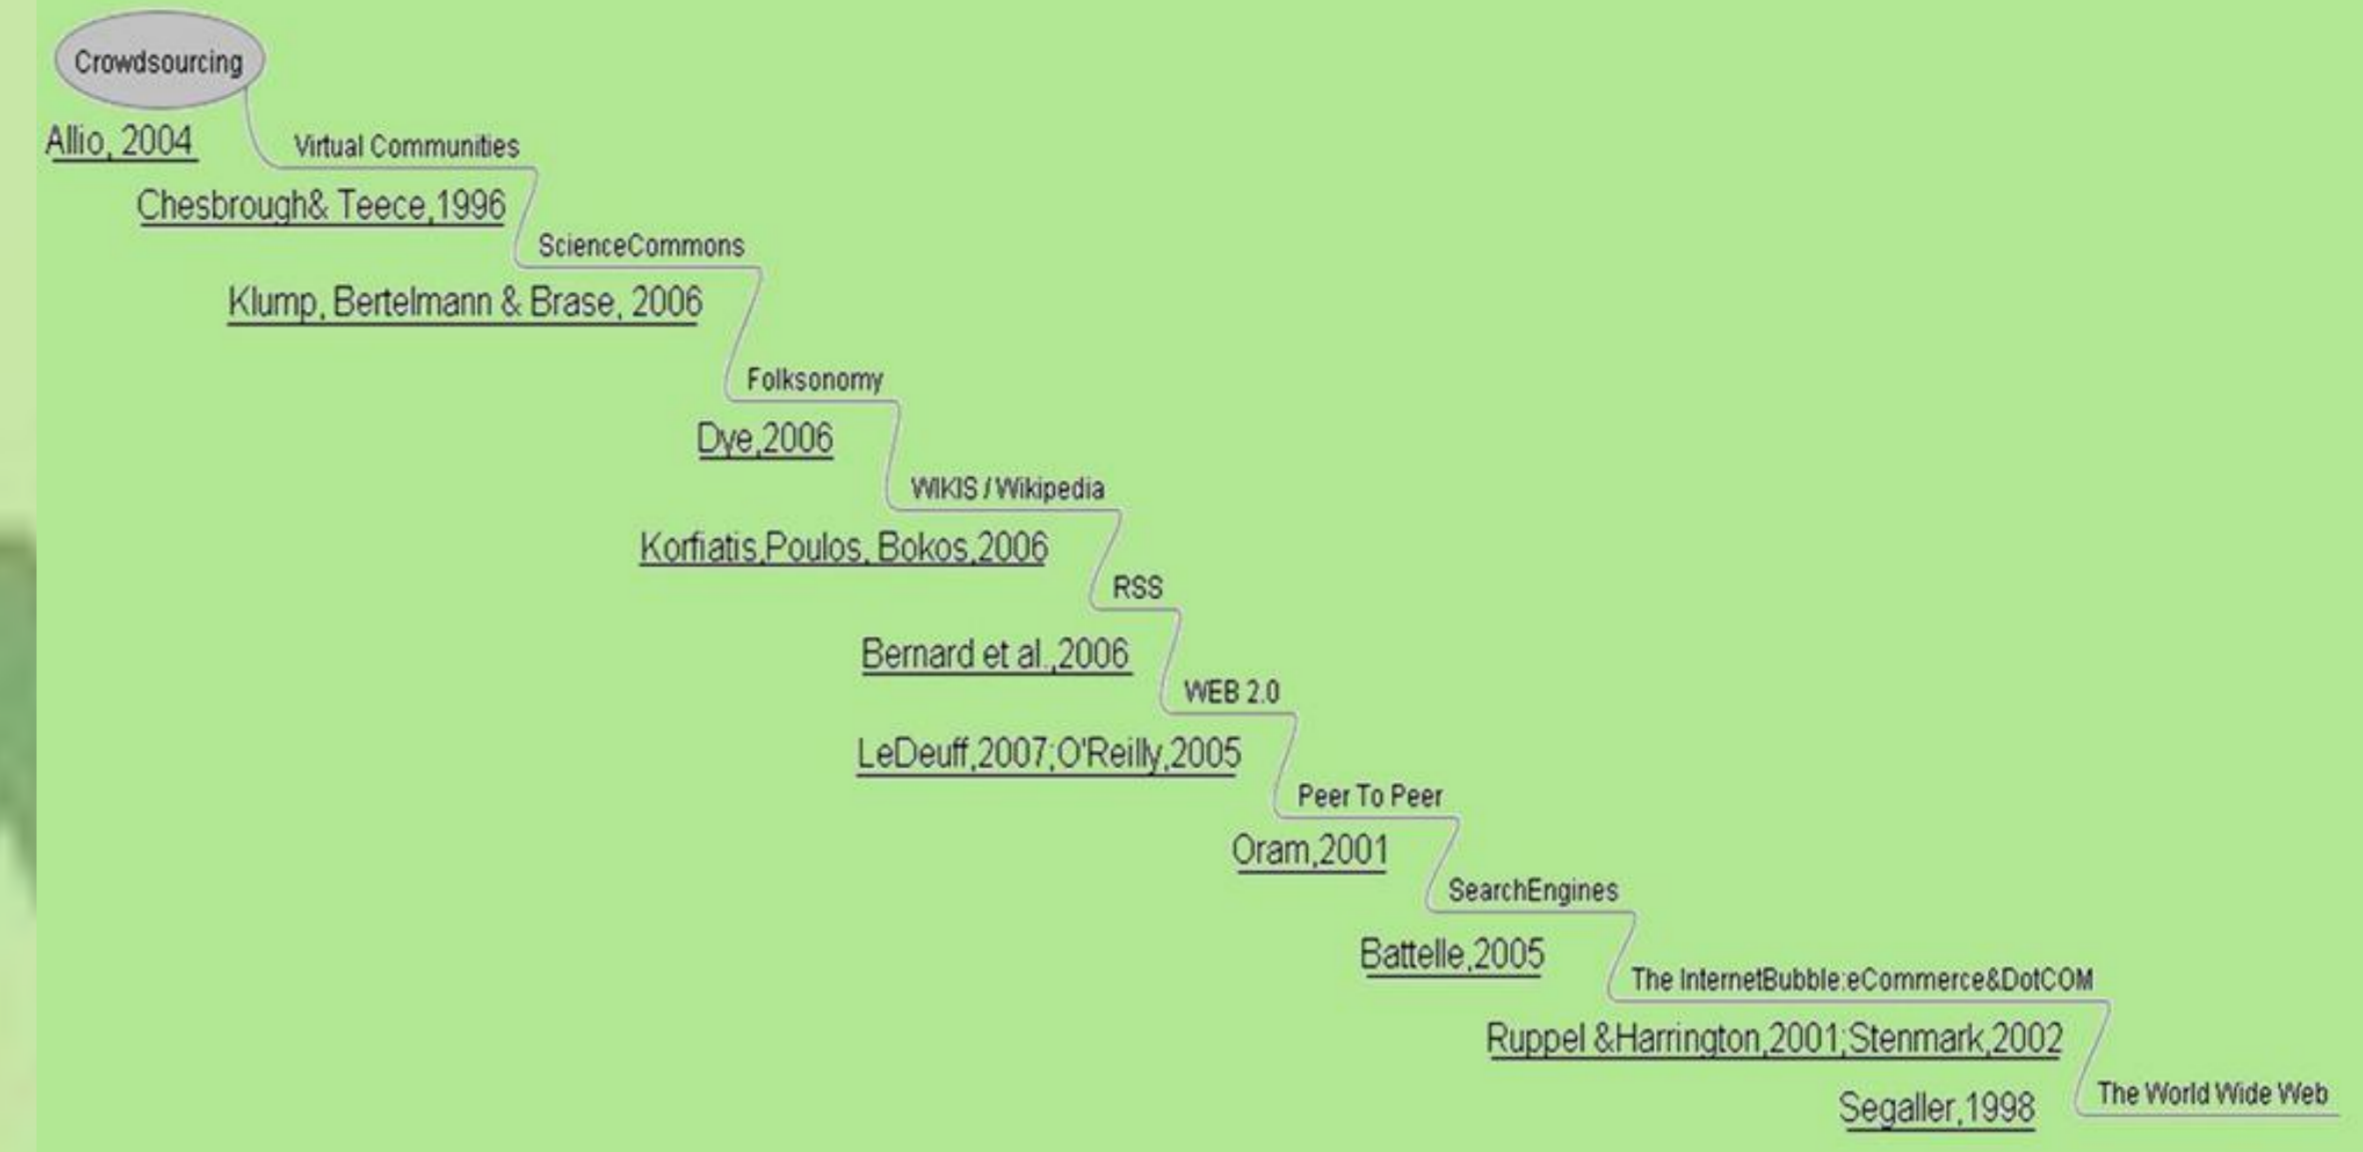 Crowdsourcing
Allio, 2004
Virtual Communities
Chesbrough& Teece,1996
ScienceCommons
Klump, Bertelmann & Brase, 2006
Folksonomy
Dye,2006
WIKIS / Wikipedia
Korfiatis,Poulos, Bokos,2006
RSS
Bernard et al.,2006
WEB 2.0
LeDeuff,2007;O'Reilly,2005
Peer To Peer
Oram,2001
SearchEngines
Battelle,2005
The InternetBubble:eCommerce&DotCOM
Ruppel &Harrington,2001;Stenmark,2002
The World Wide Web
Segaller,1998